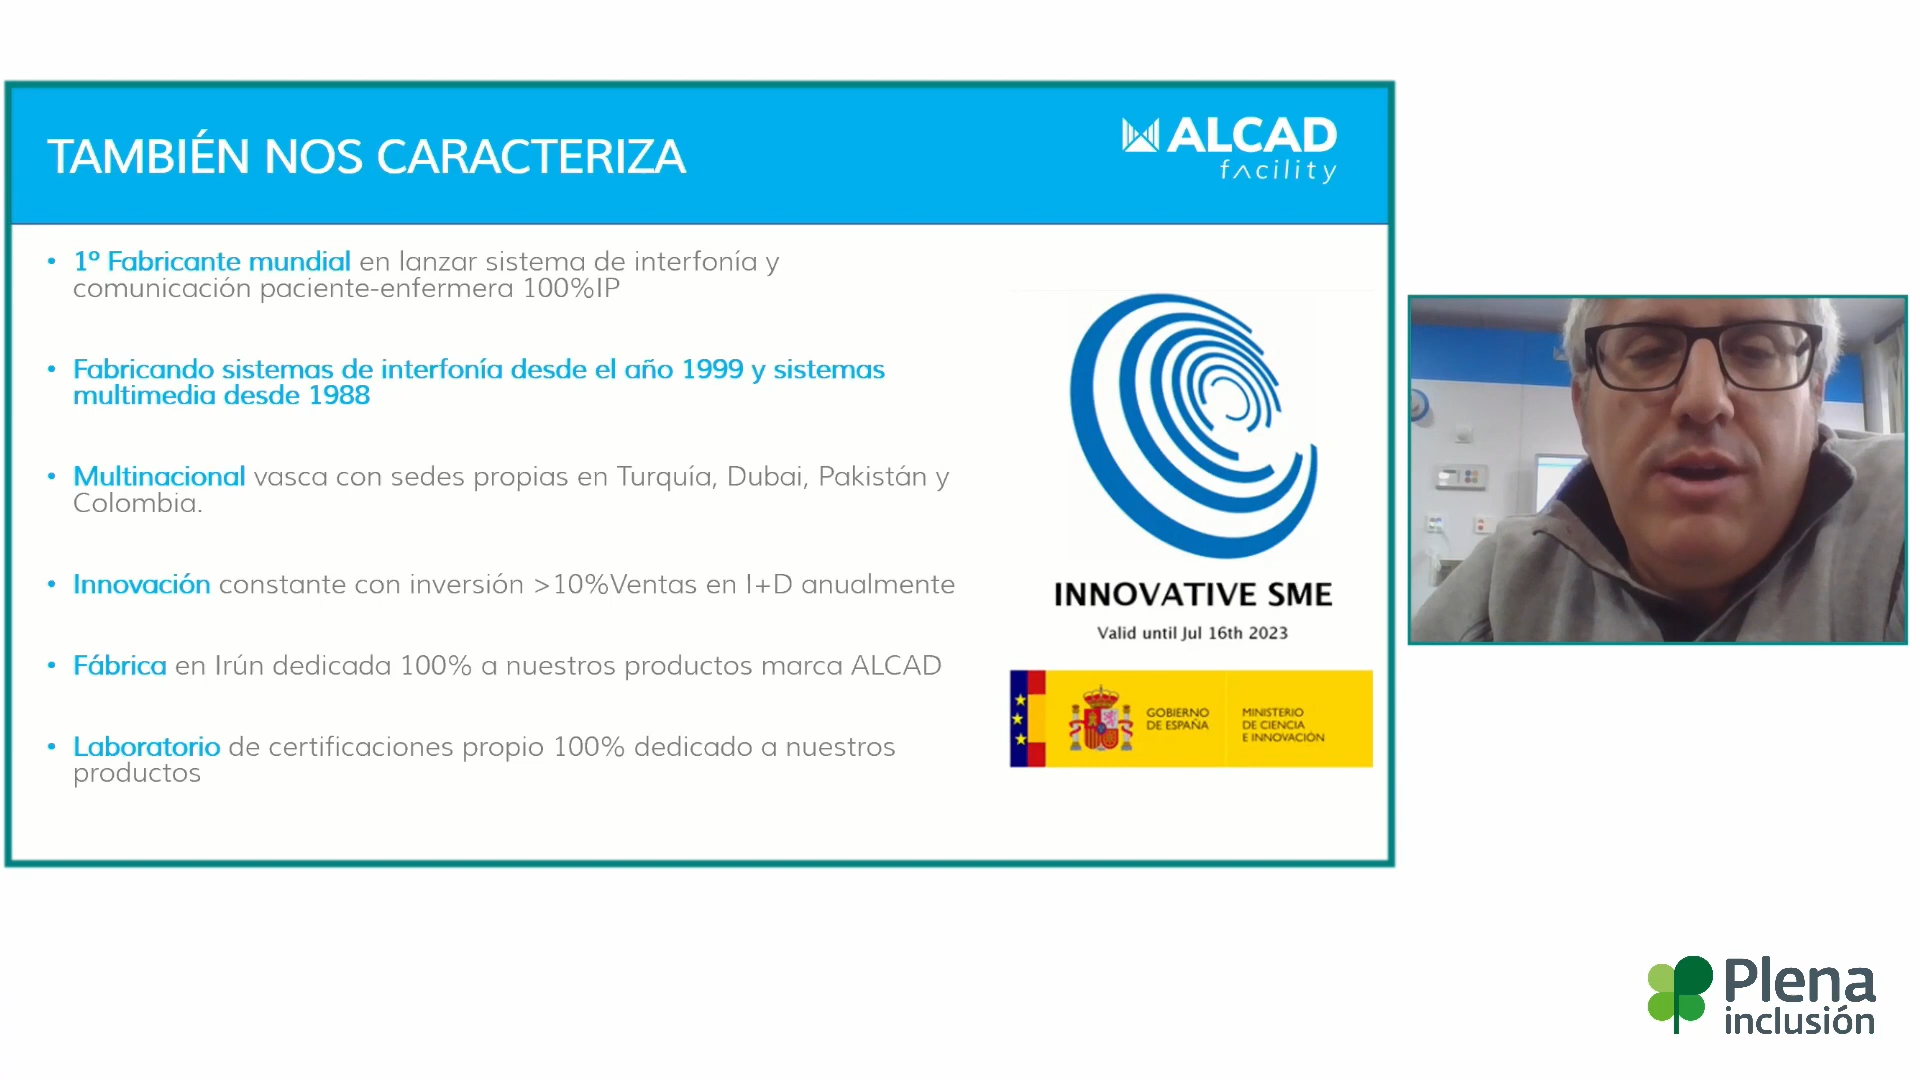 TAMBIÉN NOS CARACTERIZA
ALCAD
fʌcility
• 1º Fabricante mundial en lanzar sistema de interfonía y
comunicación paciente-enfermera 100%IP
• Fabricando sistemas de interfonía desde el año 1999 y sistemas
multimedia desde 1988
• Multinacional vasca con sedes propias en Turquía, Dubai, Pakistán y
Colombia.
• Innovación constante con inversión >10%Ventas en I+D anualmente
• Fábrica en Irún dedicada 100% a nuestros productos marca ALCAD
• Laboratorio de certificaciones propio 100% dedicado a nuestros
productos
INNOVATIVE SME
Valid until Jul 16th 2023
GOBIERNO
DE ESPAÑA
MINISTERIO
DE CIENCIA
E INNOVACIÓN
Plena
inclusión